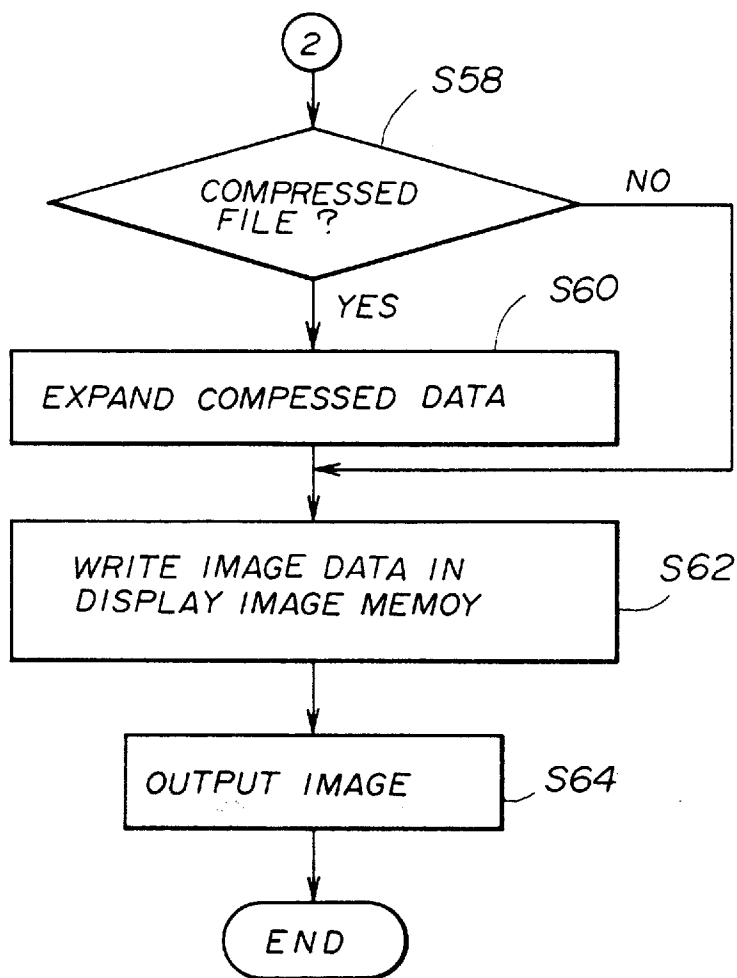 2
S58
COMPRESSED
FILE ?
NO
YES
S60
EXPAND COMPESSED DATA
WRITE IMAGE DATA IN
DISPLAY IMAGE MEMOY
S62
OUTPUT IMAGE
S64
END